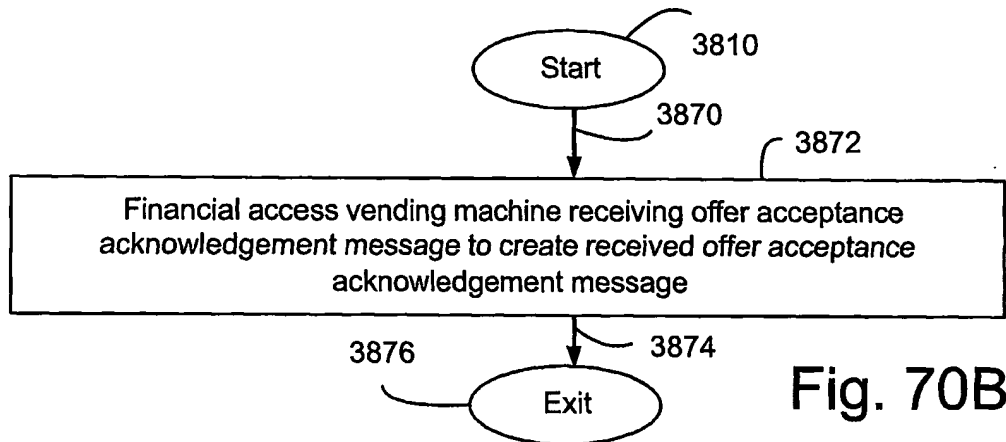 3810
Start
3870
3872
Financial access vending machine receiving offer acceptance
acknowledgement message to create received offer acceptance
acknowledgement message
3876
3874
Exit
Fig. 70B